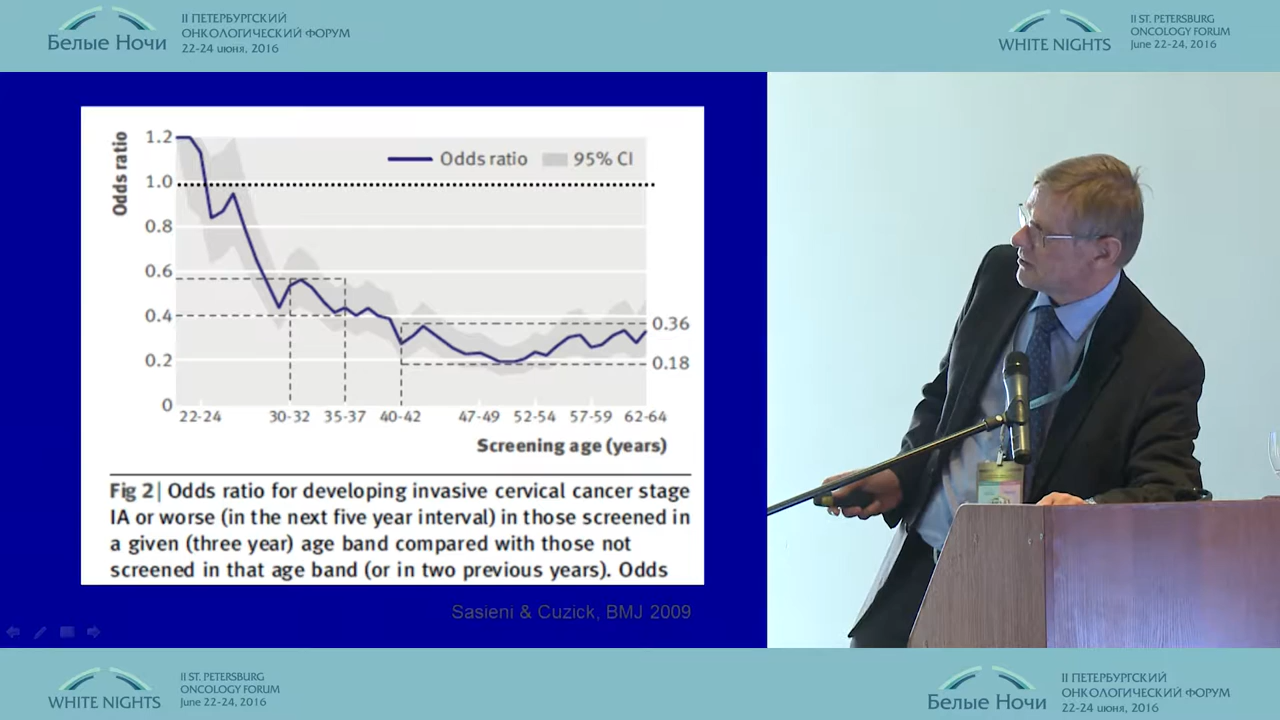 Белые Ночи
II ПЕТЕРБУРГСКИЙ
ОНКОЛОГИЧЕСКИЙ ФОРУМ
22-24 июня, 2016
WHITE NIGHTS
II ST. PETERSBURG
ONCOLOGY FORUM
June 22-24, 2016
Odds ratio
1.2
1.0
0.8
0.6
0.4
0.2
0
Odds ratio
95% CI
0.36
0.18
22-24
30-32
35-37
40-42
47-49
52-54
57-59
62-64
Screening age (years)
Fig 2| Odds ratio for developing invasive cervical cancer stage
IA or worse (in the next five year interval) in those screened in
a given (three year) age band compared with those not
screened in that age band (or in two previous years). Odds
Sasieni & Cuzick, BMJ 2009
WHITE NIGHTS
II ST. PETERSBURG
ONCOLOGY FORUM
June 22-24, 2016
Белые Ночи
II ПЕТЕРБУРГСКИЙ
ОНКОЛОГИЧЕСКИЙ ФОРУМ
22-24 июня, 2016